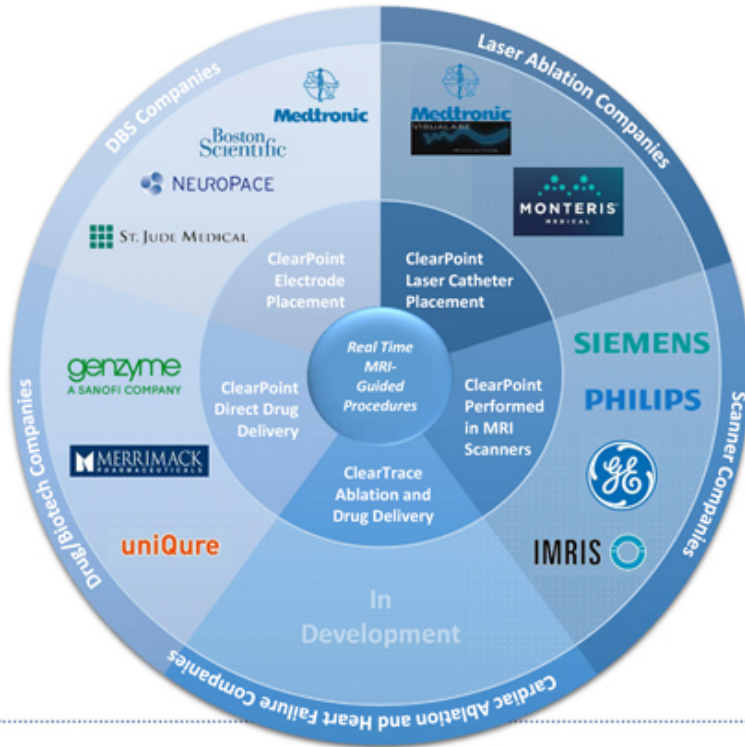 DBS Companies
Medtronic
Boston
Scientific
NEUROPACE
ST. JUDE MEDICAL
ClearPoint
Electrode
Placement
Laser Ablation Companies
Medtronic
VISUALASE
MONTERIS
MEDICAL
ClearPoint
Laser Catheter
Placement
Real Time
MRI-
Guided
Procedures
Scanner Companies
SIEMENS
PHILIPS
GE
IMRIS
ClearPoint
Performed
in MRI
Scanners
Drug/Biotech Companies
genzyme
A SANOFI COMPANY
MERRIMACK
PHARMACEUTICALS
uniQure
ClearPoint
Direct Drug
Delivery
ClearTrace
Ablation and
Drug Delivery
In
Development
Cardiac Ablation and Heart Failure Companies